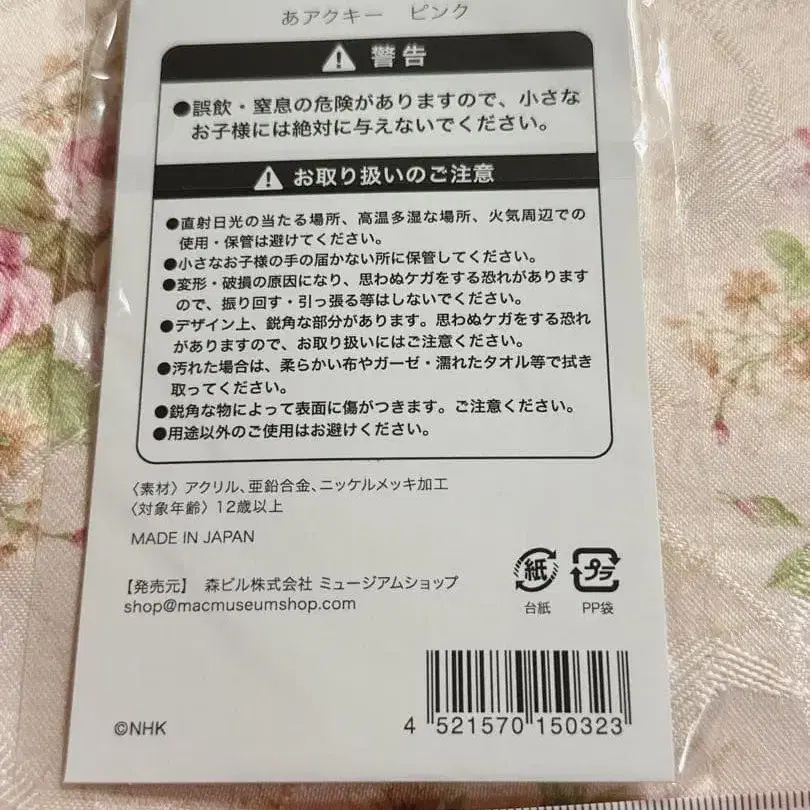 あアクキー　ピンク
警告
●誤飲・窒息の危険がありますので、小さな
お子様には絶対に与えないでください。
お取り扱いのご注意
●直射日光の当たる場所、高温多湿な場所、火気周辺での
使用・保管は避けてください。
●小さなお子様の手の届かない所に保管してください。
●変形・破損の原因になり、思わぬケガをする恐れがあります
ので、振り回す・引っ張る等はしないでください。
●デザイン上、鋭角な部分があります。思わぬケガをする恐れ
がありますので、お取り扱いにはご注意ください。
●汚れた場合は、柔らかい布やガーゼ・濡れたタオル等で拭き
取ってください。
●鋭角な物によって表面に傷がつきます。ご注意ください。
●用途以外のご使用はお避けください。
〈素材〉アクリル、亜鉛合金、ニッケルメッキ加工
〈対象年齢〉12歳以上
MADE IN JAPAN
紙
プラ
台紙
PP袋
【発売元】 森ビル株式会社 ミュージアムショップ
shop@macmuseumshop.com
©NHK
4 521570 150323